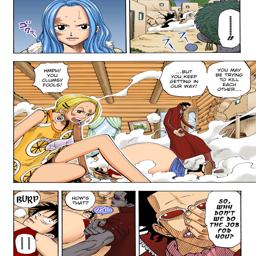 !!!!!!!!
YOU MAY
BE TRYING
TO KILL
EACH
OTHER...
...BUT YOU
KEEP GETTING
IN OUR
WAY!
HMPH!
YOU
CLUMSY
FOOLS!
BURP
!!
HOW'S
THAT?
SO,
WHY
DON'T
WE DO
THE JOB
FOR
YOU?